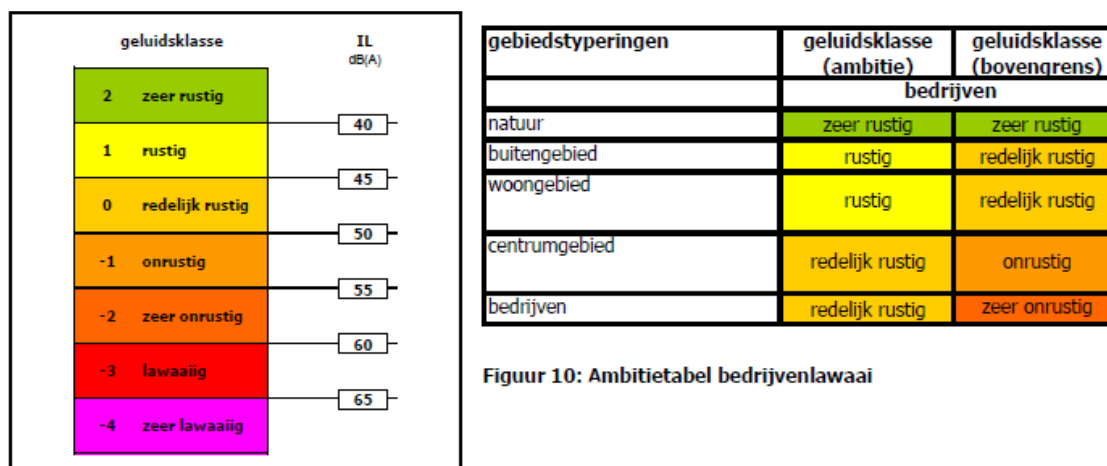 geluidsklasse IL
dB(A)
2 zeer rustig
40
1 rustig
45
0 redelijk rustig
50
-1 onrustig
55
-2 zeer onrustig
60
-3 lawaaiig
65
-4 zeer lawaaiig
gebiedstyperingen geluidsklasse geluidsklasse
(ambitie) (bovengrens)
bedrijven
natuur zeer rustig zeer rustig
buitengebied rustig redelijk rustig
woongebied
rustig redelijk rustig
centrumgebied
redelijk rustig onrustig
bedrijven redelijk rustig zeer onrustig
Figuur 10: Ambitietabel bedrijvenlawaai